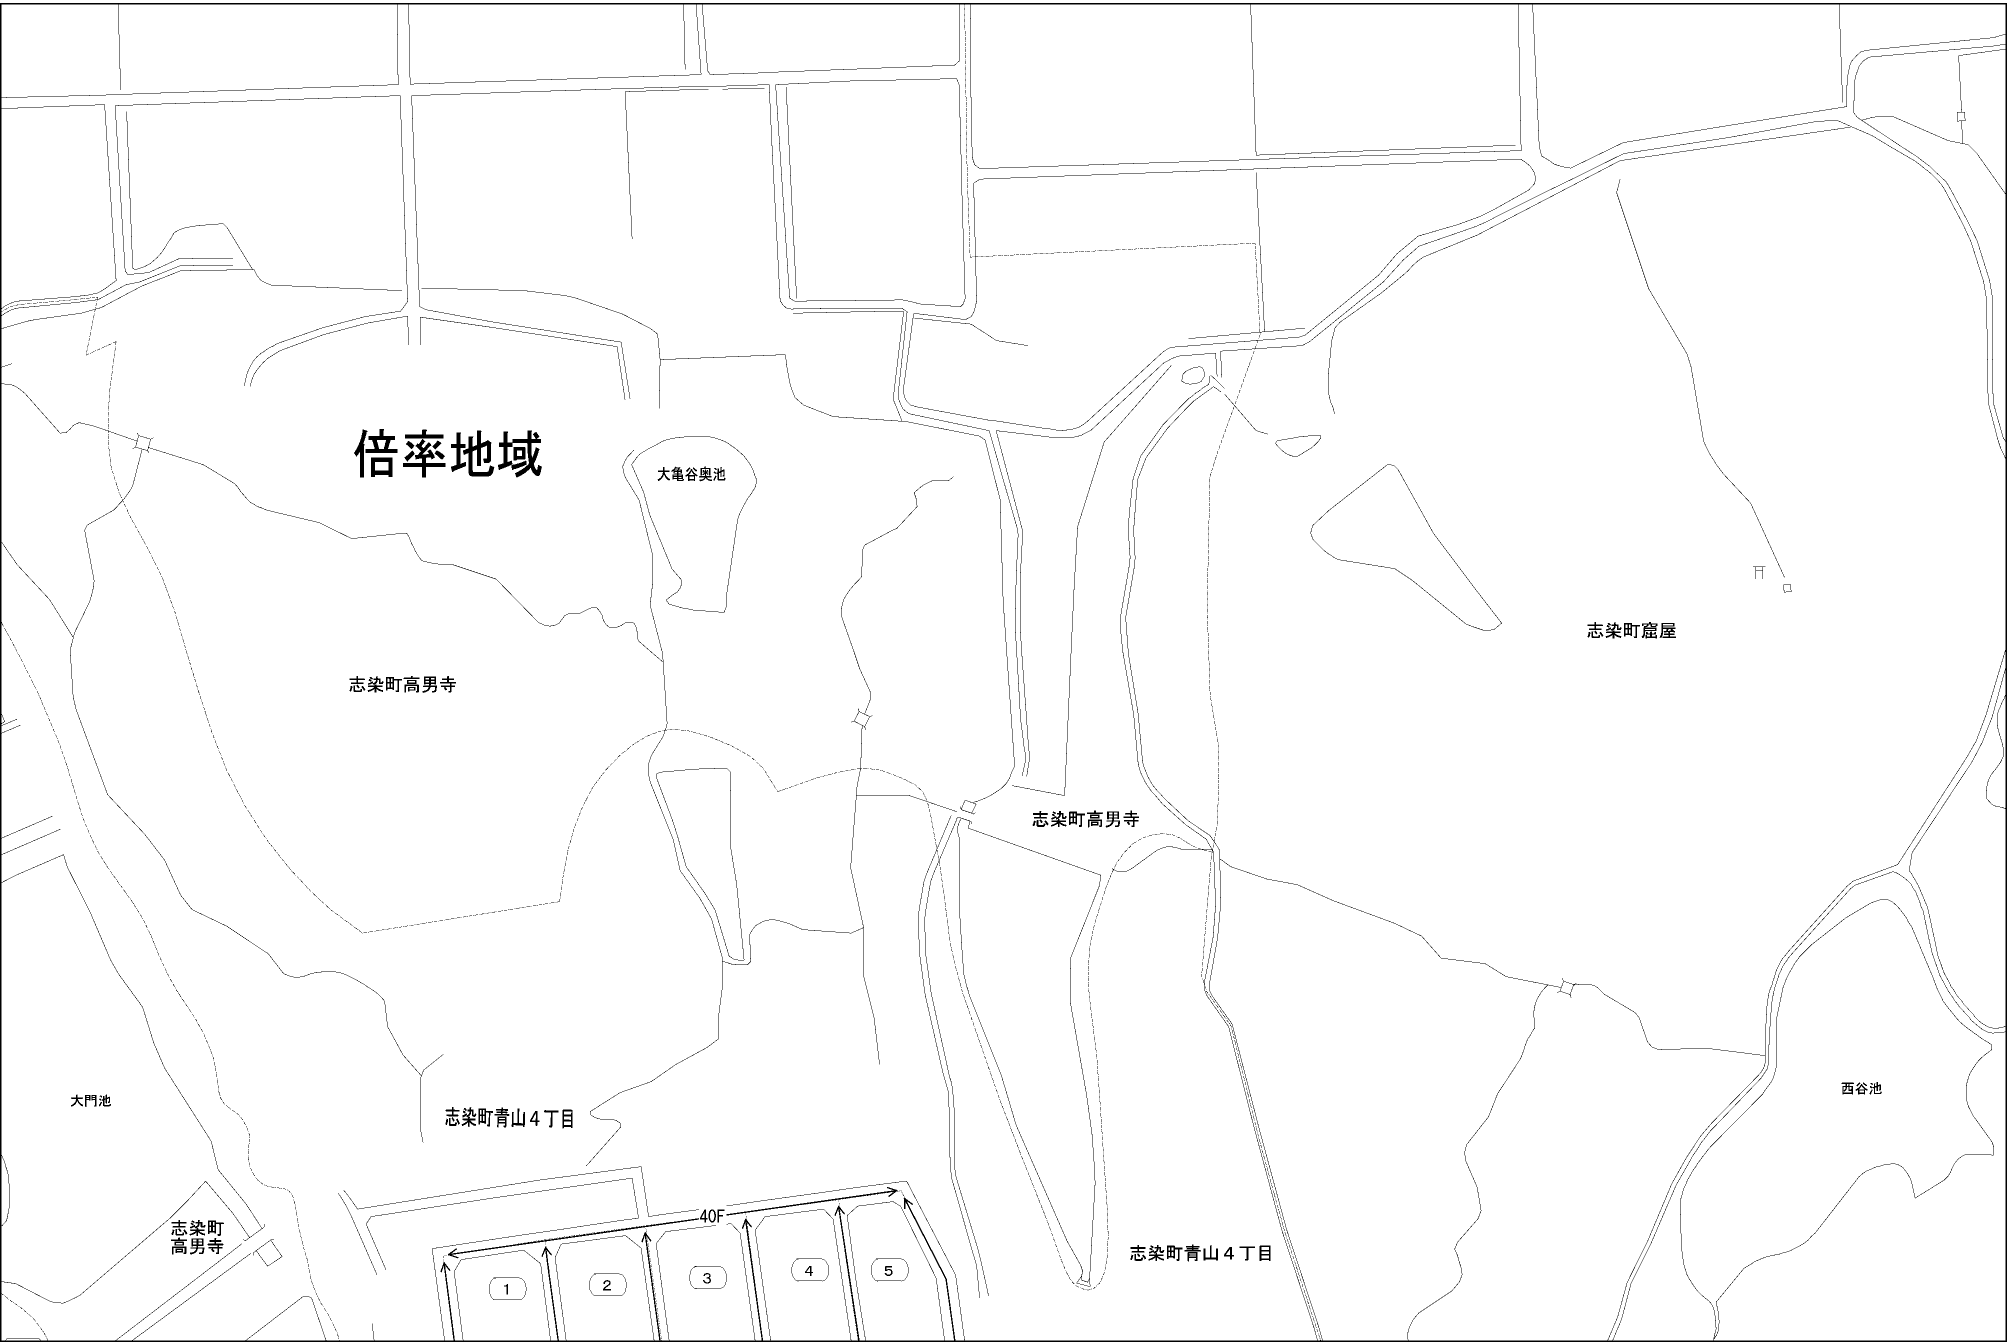 倍率地域
大亀谷奥池
志染町窟屋
志染町高男寺
志染町高男寺
西谷池
大門池
志染町青山４丁目
40F
志染町
高男寺
志染町青山４丁目
1
2
3
4
5